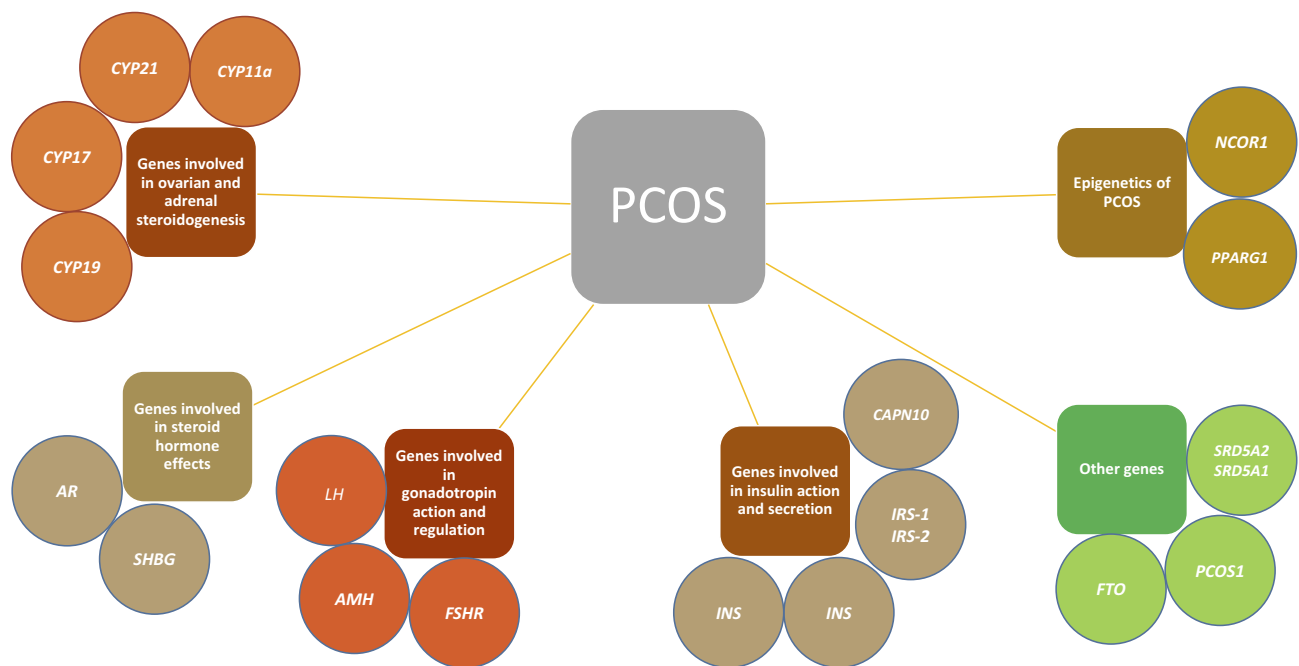 PCOS
CYP21
CYP11a
CYP17
CYP19
Genes involved
in ovarian and
adrenal
steroidogenesis
Epigenetics of
PCOS
NCOR1
PPARG1
Genes involved
in steroid
hormone
effects
AR
SHBG
Genes involved
in
gonadotropin
action and
regulation
LH
AMH
FSHR
Genes involved
in insulin action
and secretion
CAPN10
IRS-1
IRS-2
INS
INS
Other genes
SRD5A2
SRD5A1
PCOS1
FTO